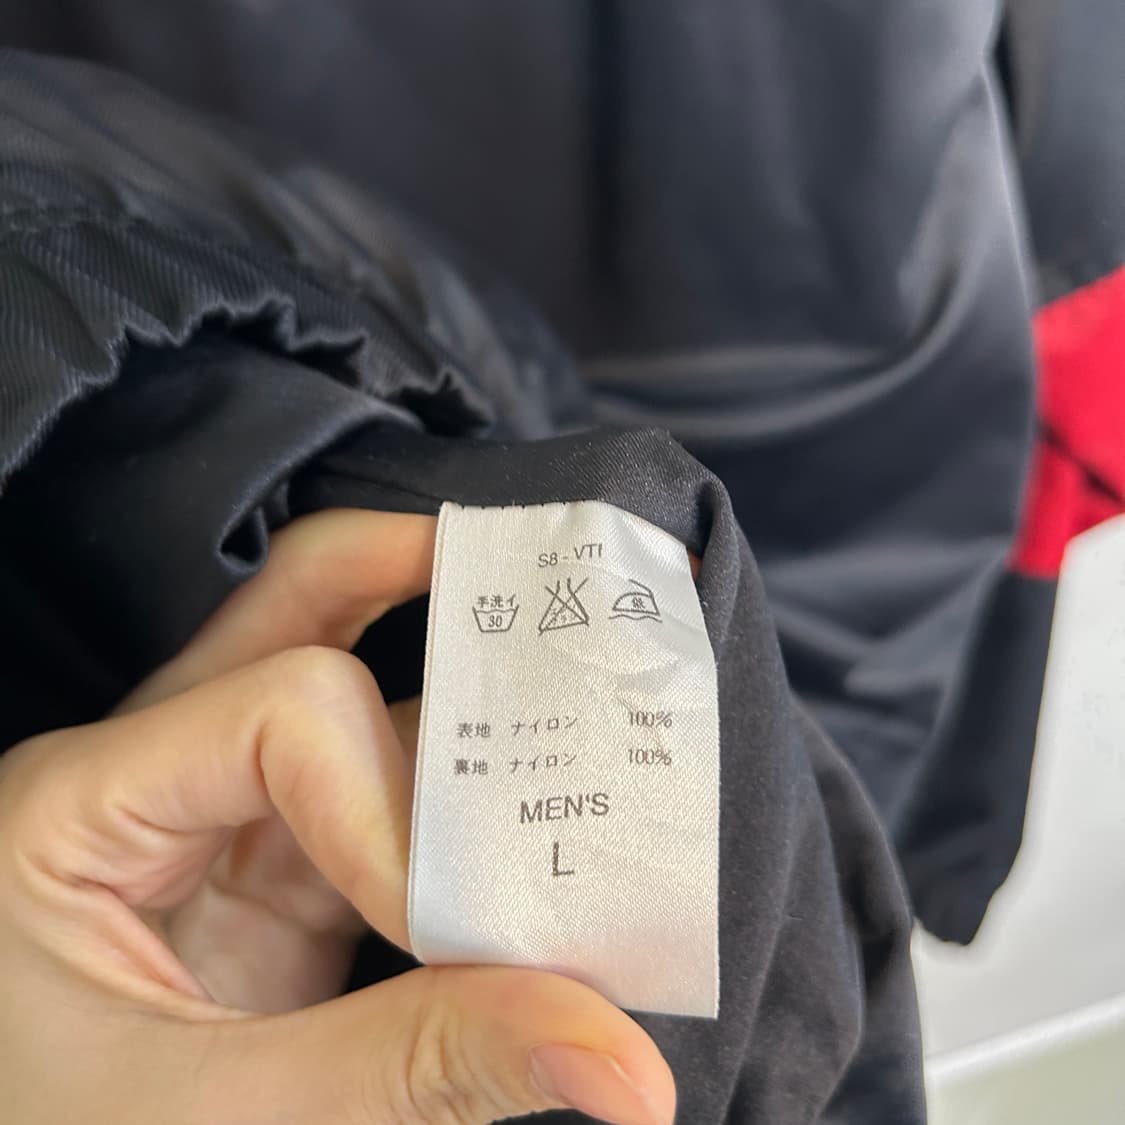 S8-VT1
手洗イ 30 低
表地 ナイロン 100%
裏地 ナイロン 100%
MEN'S
L